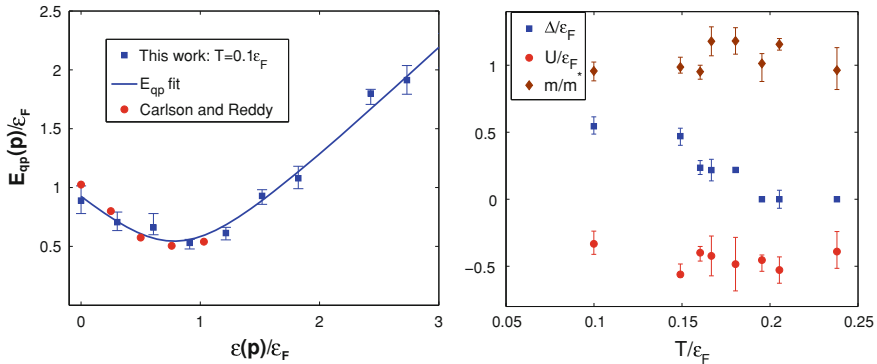 This work: T=0.1ε_F
E_qp fit
Carlson and Reddy
E_qp(p)/ε_F
2
1.5
1
0.5
0
1
2
3
ε(p)/ε_F
Δ/ε_F
U/ε_F
m/m*
1
0.5
0
−0.5
0.05
0.1
0.15
0.2
0.25
T/ε_F